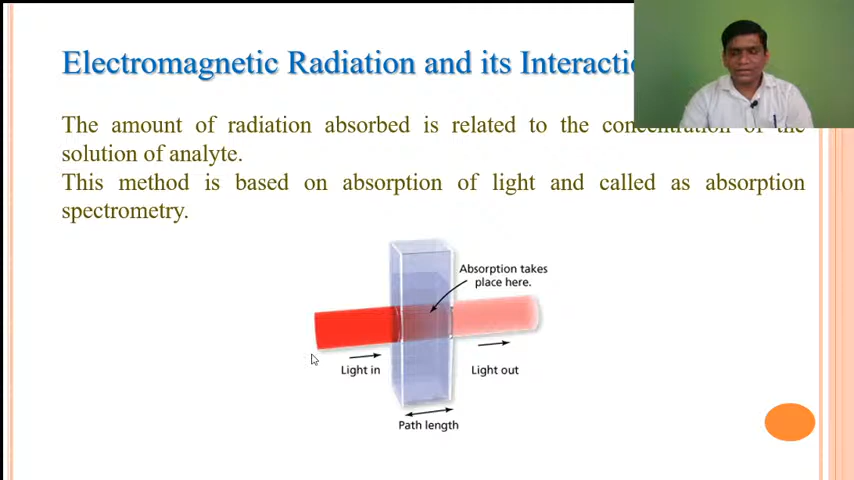 Electromagnetic Radiation and its
The amount of radiation absorbed is related to the concentration of the
solution of analyte.
This method is based on absorption of light and called as absorption
spectrometry.
Absorption takes
place here.
Light in
Light out
Path length